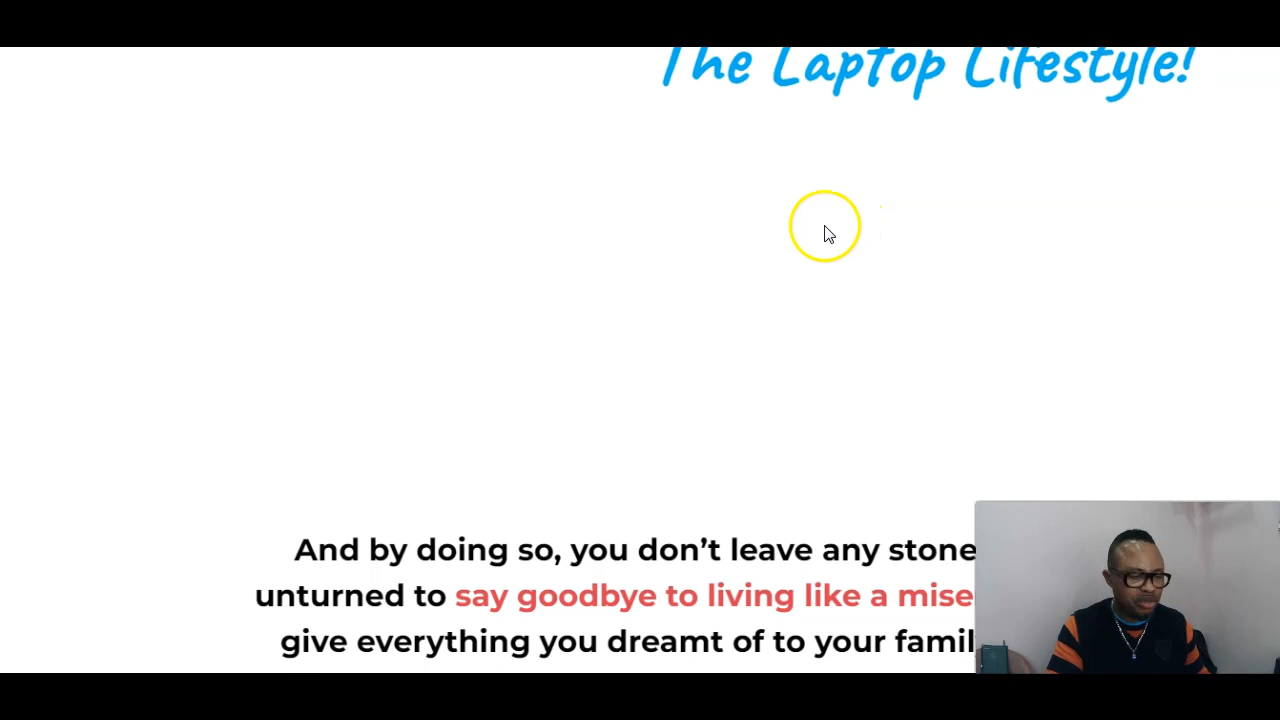 The Laptop Lifestyle!
And by doing so, you don’t leave any stone
unturned to say goodbye to living like a mise
give everything you dreamt of to your famil